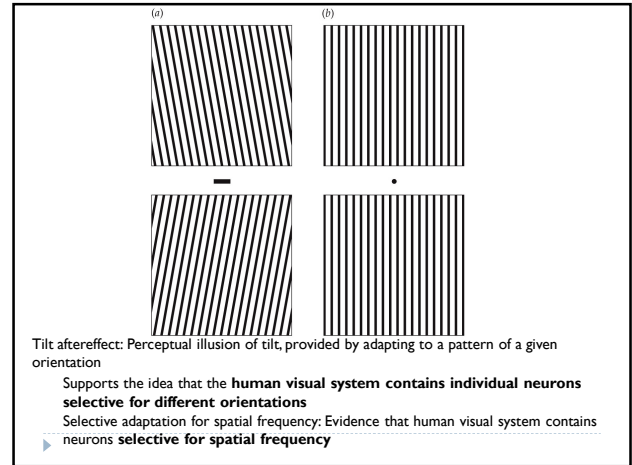 (a) (b)
Tilt aftereffect: Perceptual illusion of tilt, provided by adapting to a pattern of a given
orientation
Supports the idea that the human visual system contains individual neurons
selective for different orientations
Selective adaptation for spatial frequency: Evidence that human visual system contains
neurons selective for spatial frequency